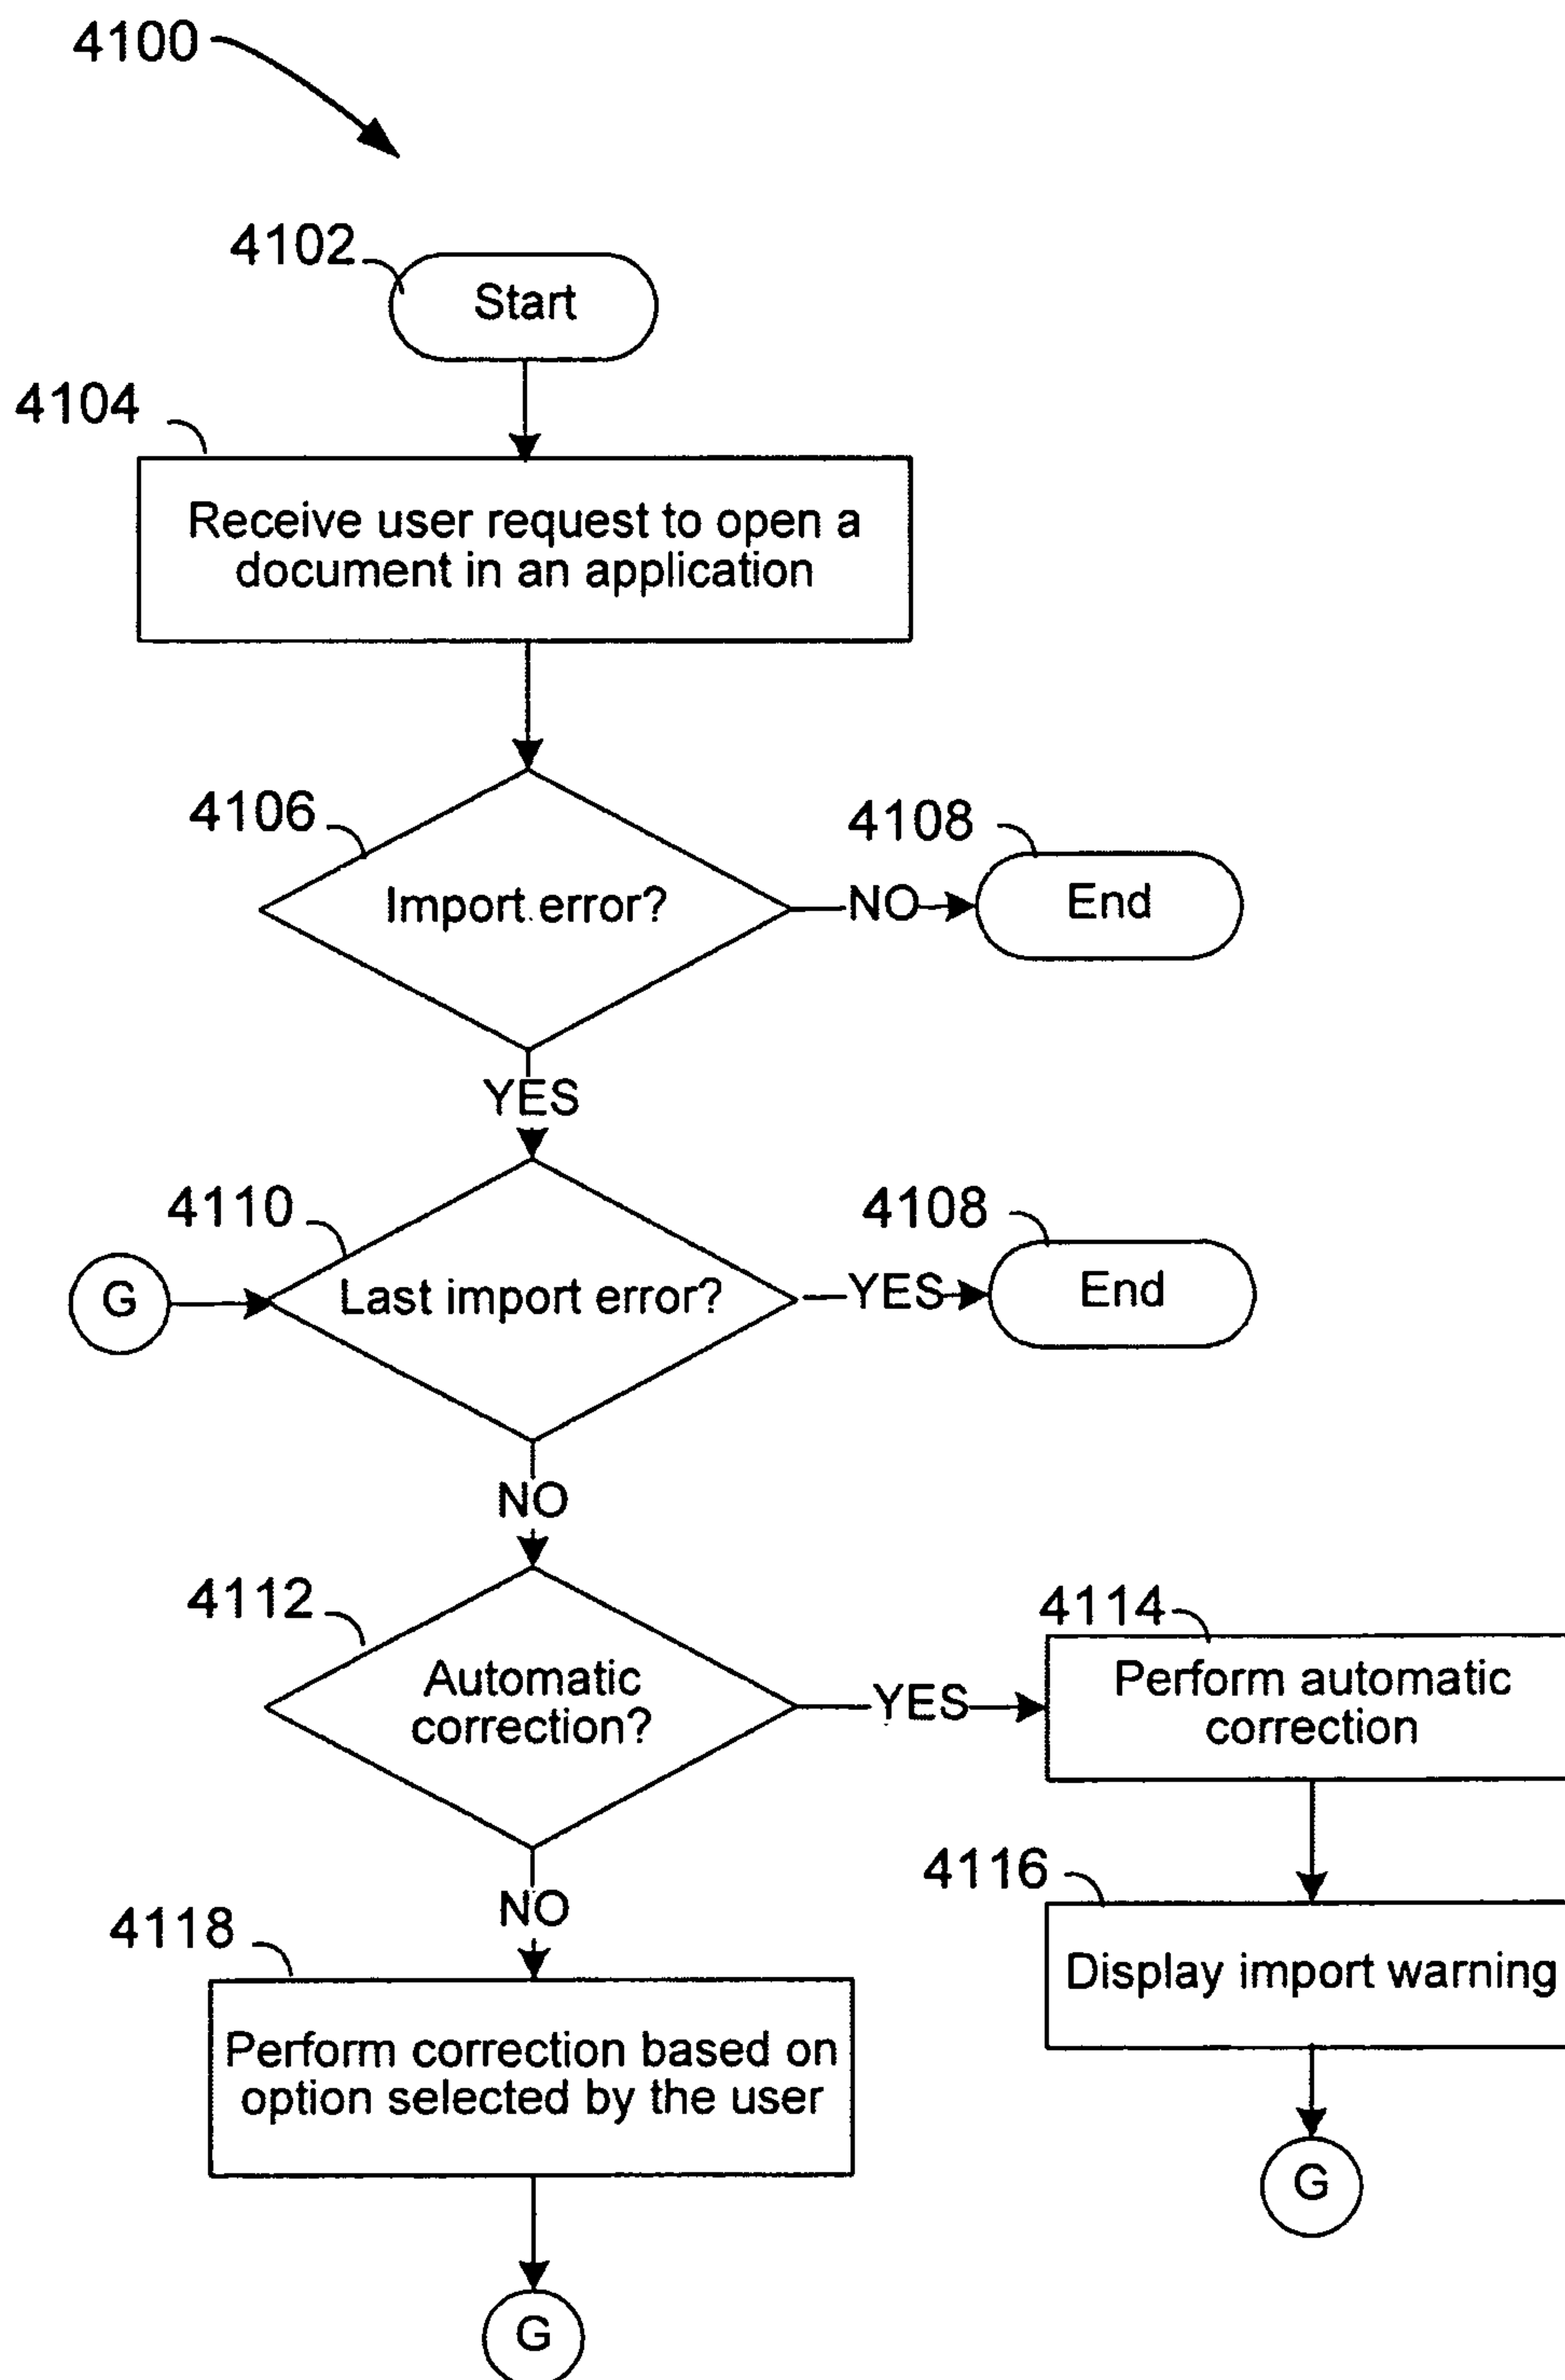 4100
4102
Start
4104
Receive user request to open a
document in an application
4106
Import error?
NO
4108
End
YES
4110
G
Last import error?
YES
4108
End
NO
4112
Automatic
correction?
YES
4114
Perform automatic
correction
4116
Display import warning
G
NO
4118
Perform correction based on
option selected by the user
G